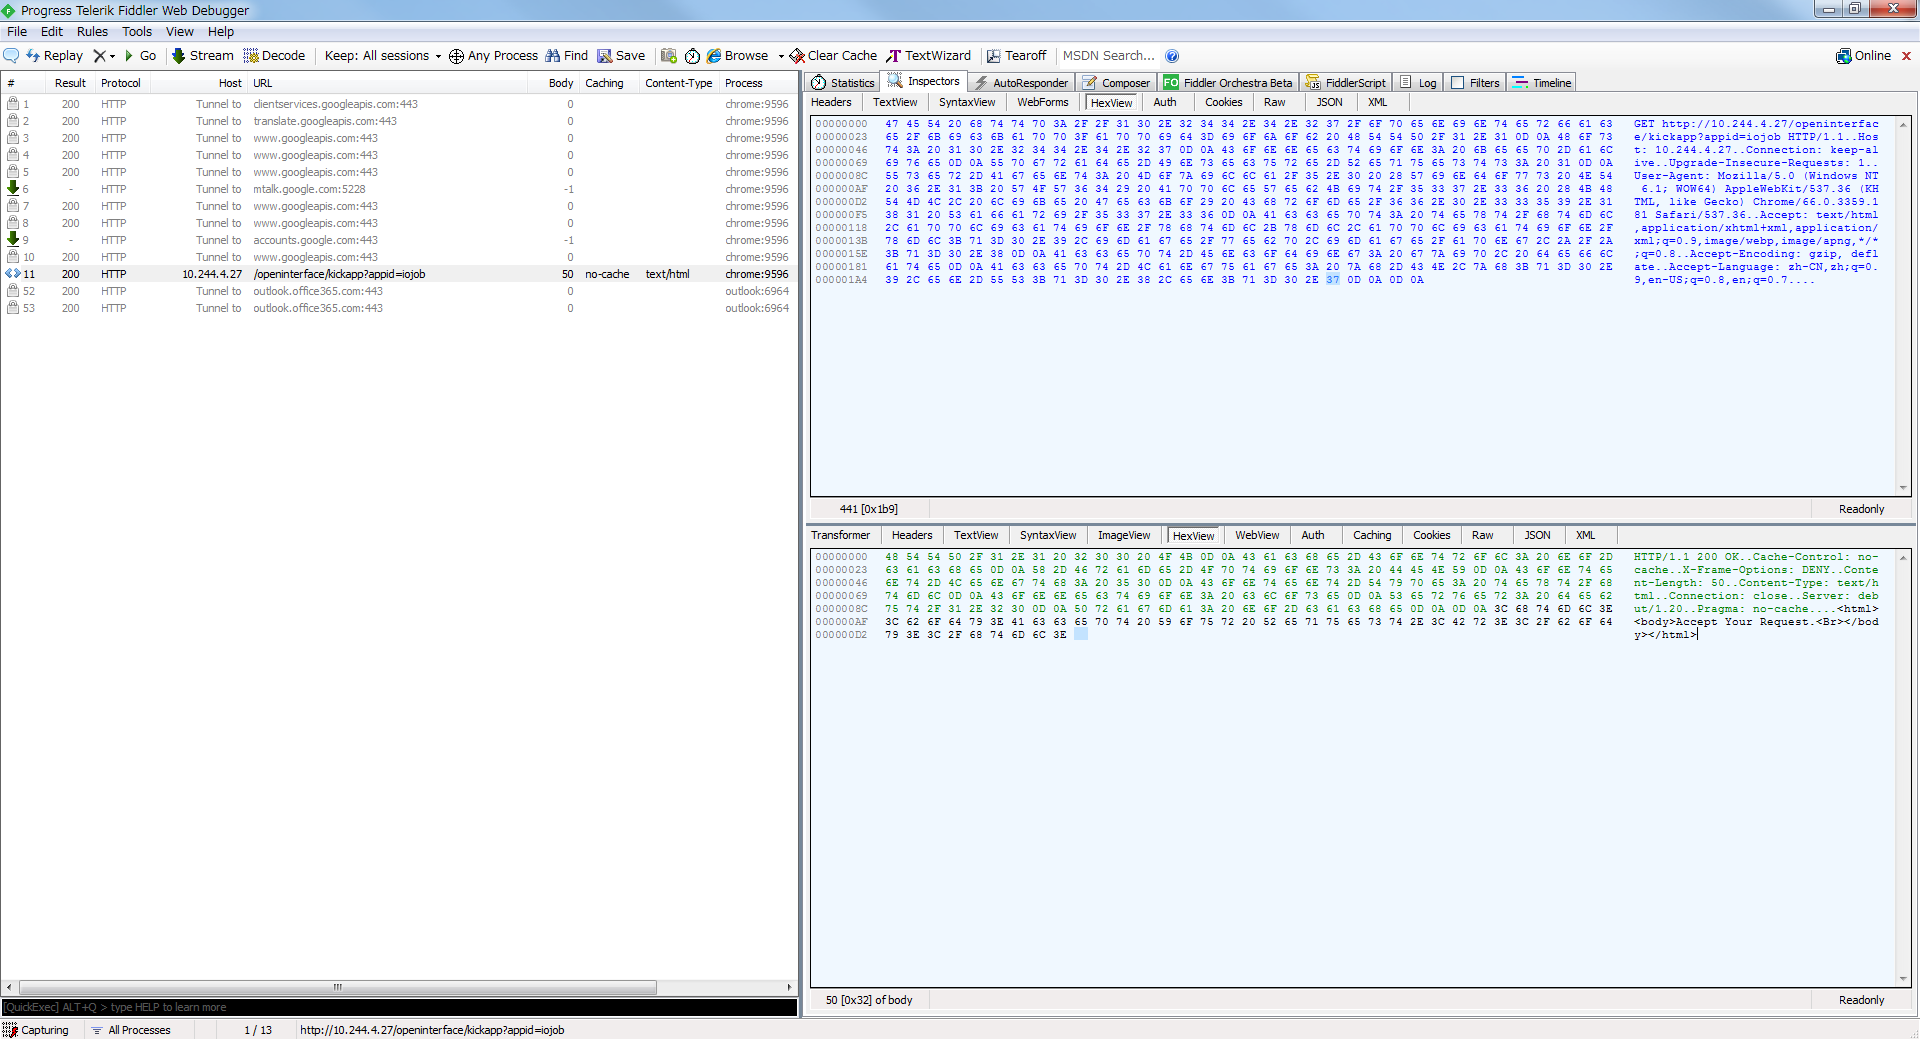 Progress Telerik Fiddler Web Debugger
File Edit Rules Tools View Help
Replay Go Stream Decode Keep: All sessions Any Process Find Save Browse Clear Cache TextWizard Tearoff MSDN Search... Online
# Result Protocol Host URL Body Caching Content-Type Process
1 200 HTTP Tunnel to clientservices.googleapis.com:443 0 chrome:9596
2 200 HTTP Tunnel to translate.googleapis.com:443 0 chrome:9596
3 200 HTTP Tunnel to www.googleapis.com:443 0 chrome:9596
4 200 HTTP Tunnel to www.googleapis.com:443 0 chrome:9596
5 200 HTTP Tunnel to www.googleapis.com:443 0 chrome:9596
6 - HTTP Tunnel to mtalk.google.com:5228 -1 chrome:9596
7 200 HTTP Tunnel to www.googleapis.com:443 0 chrome:9596
8 200 HTTP Tunnel to www.googleapis.com:443 0 chrome:9596
9 - HTTP Tunnel to accounts.google.com:443 -1 chrome:9596
10 200 HTTP Tunnel to www.googleapis.com:443 0 chrome:9596
11 200 HTTP 10.244.4.27 /openinterface/kickapp?appid=iojob 50 no-cache text/html chrome:9596
52 200 HTTP Tunnel to outlook.office365.com:443 0 outlook:6964
53 200 HTTP Tunnel to outlook.office365.com:443 0 outlook:6964
[QuickExec] ALT+Q > type HELP to learn more
Statistics Inspectors AutoResponder Composer FO Fiddler Orchestra Beta FiddlerScript Log Filters Timeline
Headers TextView SyntaxView WebForms HexView Auth Cookies Raw JSON XML
00000000 47 45 54 20 68 74 74 70 3A 2F 2F 31 30 2E 32 34 34 2E 34 2E 32 37 2F 6F 70 65 6E 69 6E 74 65 72 66 61 63 GET http://10.244.4.27/openinterfac
00000023 65 2F 6B 69 63 6B 61 70 70 3F 61 70 70 69 64 3D 69 6F 6A 6F 62 20 48 54 54 50 2F 31 2E 31 0D 0A 48 6F 73 e/kickapp?appid=iojob HTTP/1.1..Hos
00000046 74 3A 20 31 30 2E 32 34 34 2E 34 2E 32 37 0D 0A 43 6F 6E 6E 65 63 74 69 6F 6E 3A 20 6B 65 65 70 2D 61 6C t: 10.244.4.27..Connection: keep-al
00000069 69 76 65 0D 0A 55 70 67 72 61 64 65 2D 49 6E 73 65 63 75 72 65 2D 52 65 71 75 65 73 74 73 3A 20 31 0D 0A ive..Upgrade-Insecure-Requests: 1..
0000008C 55 73 65 72 2D 41 67 65 6E 74 3A 20 4D 6F 7A 69 6C 6C 61 2F 35 2E 30 20 28 57 69 6E 64 6F 77 73 20 4E 54 User-Agent: Mozilla/5.0 (Windows NT
000000AF 20 36 2E 31 3B 20 57 4F 57 36 34 29 20 41 70 70 6C 65 57 65 62 4B 69 74 2F 35 33 37 2E 33 36 20 28 4B 48 6.1; WOW64) AppleWebKit/537.36 (KH
000000D2 54 4D 4C 2C 20 6C 69 6B 65 20 47 65 63 6B 6F 29 20 43 68 72 6F 6D 65 2F 36 36 2E 30 2E 33 33 35 39 2E 31 TML, like Gecko) Chrome/66.0.3359.1
000000F5 38 31 20 53 61 66 61 72 69 2F 35 33 37 2E 33 36 0D 0A 41 63 63 65 70 74 3A 20 74 65 78 74 2F 68 74 6D 6C 81 Safari/537.36..Accept: text/html
00000118 2C 61 70 70 6C 69 63 61 74 69 6F 6E 2F 78 68 74 6D 6C 2B 78 6D 6C 2C 61 70 70 6C 69 63 61 74 69 6F 6E 2F ,application/xhtml+xml,application/
0000013B 78 6D 6C 3B 71 3D 30 2E 39 2C 69 6D 61 67 65 2F 77 65 62 70 2C 69 6D 61 67 65 2F 61 70 6E 67 2C 2A 2F 2A xml;q=0.9,image/webp,image/apng,*/*
0000015E 3B 71 3D 30 2E 38 0D 0A 41 63 63 65 70 74 2D 45 6E 63 6F 64 69 6E 67 3A 20 67 7A 69 70 2C 20 64 65 66 6C ;q=0.8..Accept-Encoding: gzip, defl
00000181 61 74 65 0D 0A 41 63 63 65 70 74 2D 4C 61 6E 67 75 61 67 65 3A 20 7A 68 2D 43 4E 2C 7A 68 3B 71 3D 30 2E ate..Accept-Language: zh-CN,zh;q=0.
000001A4 39 2C 65 6E 2D 55 53 3B 71 3D 30 2E 38 2C 65 6E 3B 71 3D 30 2E 37 0D 0A 0D 0A 9,en-US;q=0.8,en;q=0.7....
441 [0x1b9] Readonly
Transformer Headers TextView SyntaxView ImageView HexView WebView Auth Caching Cookies Raw JSON XML
00000000 48 54 54 50 2F 31 2E 31 20 32 30 30 20 4F 4B 0D 0A 43 61 63 68 65 2D 43 6F 6E 74 72 6F 6C 3A 20 6E 6F 2D HTTP/1.1 200 OK..Cache-Control: no-
00000023 63 61 63 68 65 0D 0A 58 2D 46 72 61 6D 65 2D 4F 70 74 69 6F 6E 73 3A 20 44 45 4E 59 0D 0A 43 6F 6E 74 65 cache..X-Frame-Options: DENY..Conte
00000046 6E 74 2D 4C 65 6E 67 74 68 3A 20 35 30 0D 0A 43 6F 6E 74 65 6E 74 2D 54 79 70 65 3A 20 74 65 78 74 2F 68 nt-Length: 50..Content-Type: text/h
00000069 74 6D 6C 0D 0A 43 6F 6E 6E 65 63 74 69 6F 6E 3A 20 63 6C 6F 73 65 0D 0A 53 65 72 76 65 72 3A 20 64 65 62 tml..Connection: close..Server: deb
0000008C 75 74 2F 31 2E 32 30 0D 0A 50 72 61 67 6D 61 3A 20 6E 6F 2D 63 61 63 68 65 0D 0A 0D 0A 3C 68 74 6D 6C 3E ut/1.20..Pragma: no-cache....<html>
000000AF 3C 62 6F 64 79 3E 41 63 63 65 70 74 20 59 6F 75 72 20 52 65 71 75 65 73 74 2E 3C 42 72 3E 3C 2F 62 6F 64 <body>Accept Your Request.<Br></bod
000000D2 79 3E 3C 2F 68 74 6D 6C 3E y></html>
50 [0x32] of body Readonly
Capturing All Processes 1 / 13 http://10.244.4.27/openinterface/kickapp?appid=iojob